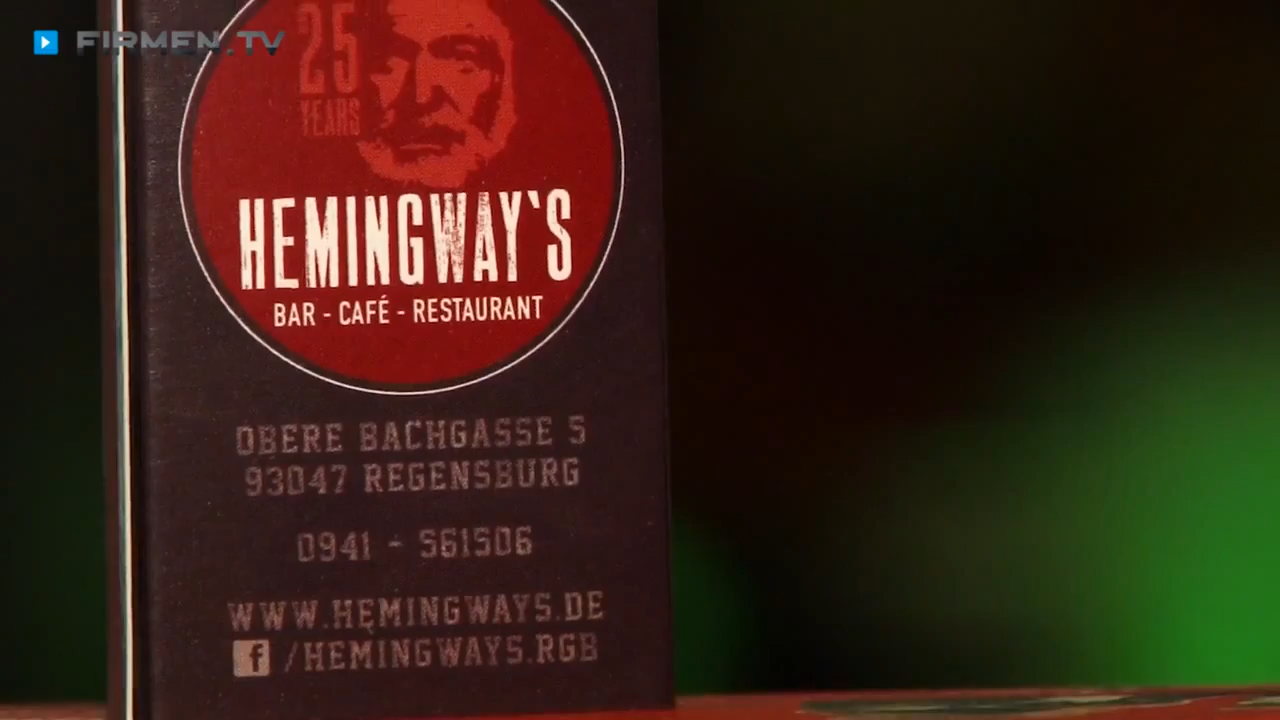 FIRMEN.TV
25
YEARS
HEMINGWAY`S
BAR - CAFÉ - RESTAURANT
OBERE BACHGASSE 5
93047 REGENSBURG
0941 - 561506
WWW.HEMINGWAYS.DE
f /HEMINGWAYS.RGB